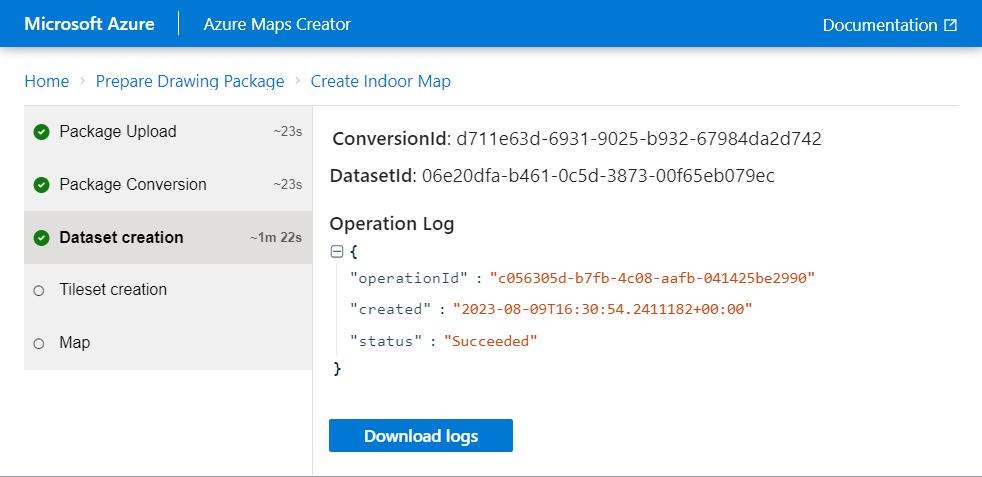 Microsoft Azure Azure Maps Creator Documentation
Home > Prepare Drawing Package > Create Indoor Map
Package Upload ~23s
Package Conversion ~23s
Dataset creation ~1m 22s
Tileset creation
Map
ConversionId: d711e63d-6931-9025-b932-67984da2d742
DatasetId: 06e20dfa-b461-0c5d-3873-00f65eb079ec
Operation Log
{
"operationId" : "c056305d-b7fb-4c08-aafb-041425be2990"
"created" : "2023-08-09T16:30:54.2411182+00:00"
"status" : "Succeeded"
}
Download logs